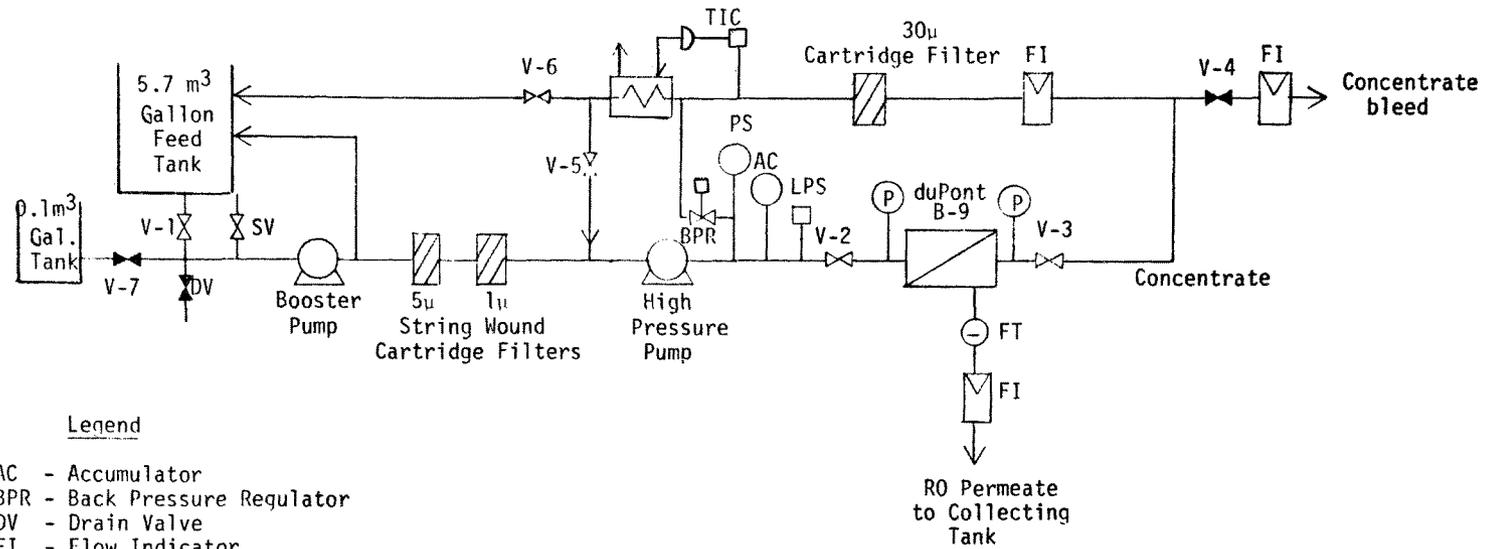 TIC
30μ
Cartridge Filter
FI
V-6
V-4
FI
5.7 m3
Gallon
Feed
Tank
Concentrate
bleed
PS
AC
V-5
LPS
P
duPont
B-9
P
0.1m3
Gal.
Tank
V-1
SV
BPR
V-2
V-3
V-7
DV
Concentrate
Booster
Pump
5μ
1μ
String Wound
Cartridge Filters
High
Pressure
Pump
FT
FI
RO Permeate
to Collecting
Tank
Legend
AC - Accumulator
BPR - Back Pressure Regulator
DV - Drain Valve
FI - Flow Indicator